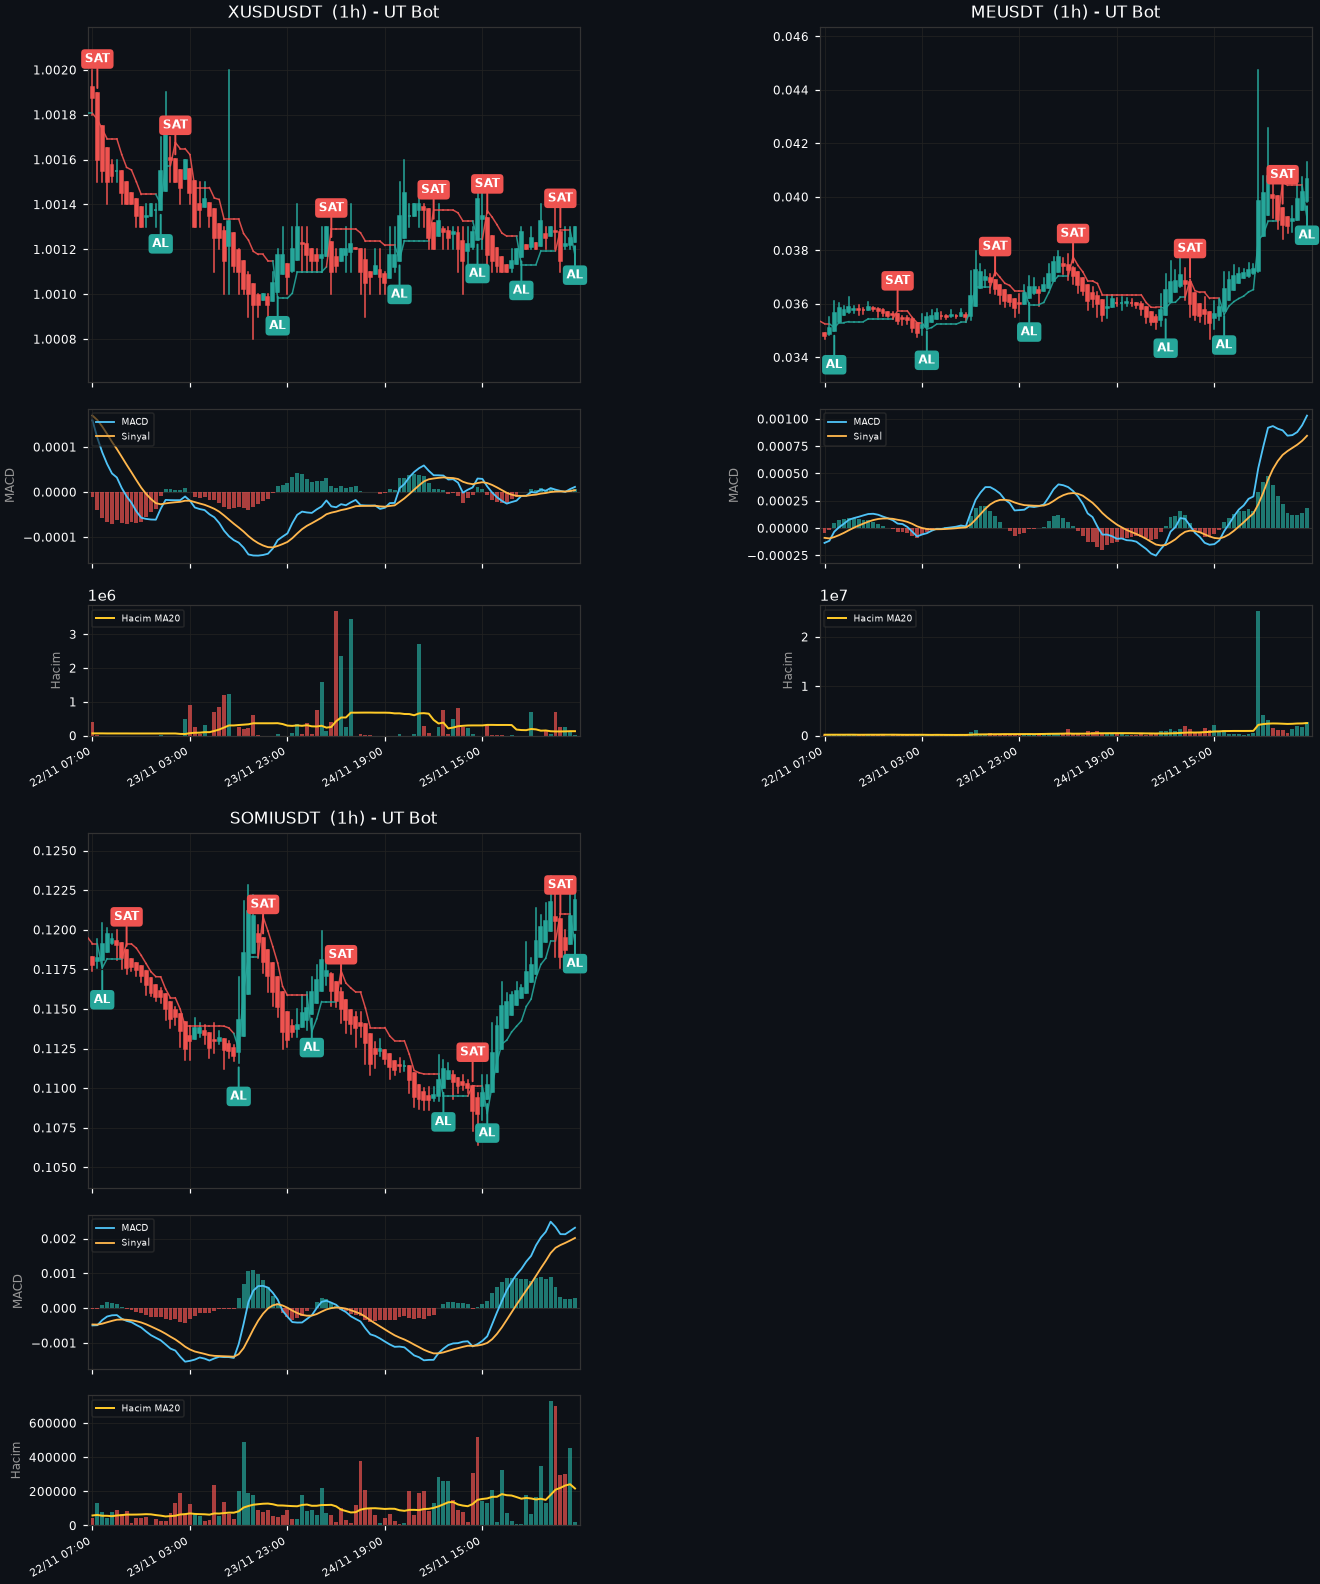 XUSDUSDT  (1h) - UT Bot
1.0020
1.0018
1.0016
1.0014
1.0012
1.0010
1.0008
SAT
SAT
AL
AL
SAT
AL
SAT
AL
SAT
AL
SAT
AL
MACD
MACD
Sinyal
0.0001
0.0000
−0.0001
1e6
Hacim
Hacim MA20
3
2
1
0
22/11 07:00
23/11 03:00
23/11 23:00
24/11 19:00
25/11 15:00
MEUSDT  (1h) - UT Bot
0.046
0.044
0.042
0.040
0.038
0.036
0.034
AL
SAT
AL
SAT
AL
SAT
AL
SAT
AL
SAT
AL
MACD
MACD
Sinyal
0.00100
0.00075
0.00050
0.00025
0.00000
−0.00025
1e7
Hacim
Hacim MA20
2
1
0
22/11 07:00
23/11 03:00
23/11 23:00
24/11 19:00
25/11 15:00
SOMIUSDT  (1h) - UT Bot
0.1250
0.1225
0.1200
0.1175
0.1150
0.1125
0.1100
0.1075
0.1050
AL
SAT
AL
SAT
AL
SAT
AL
SAT
AL
SAT
AL
MACD
MACD
Sinyal
0.002
0.001
0.000
−0.001
Hacim
Hacim MA20
600000
400000
200000
0
22/11 07:00
23/11 03:00
23/11 23:00
24/11 19:00
25/11 15:00